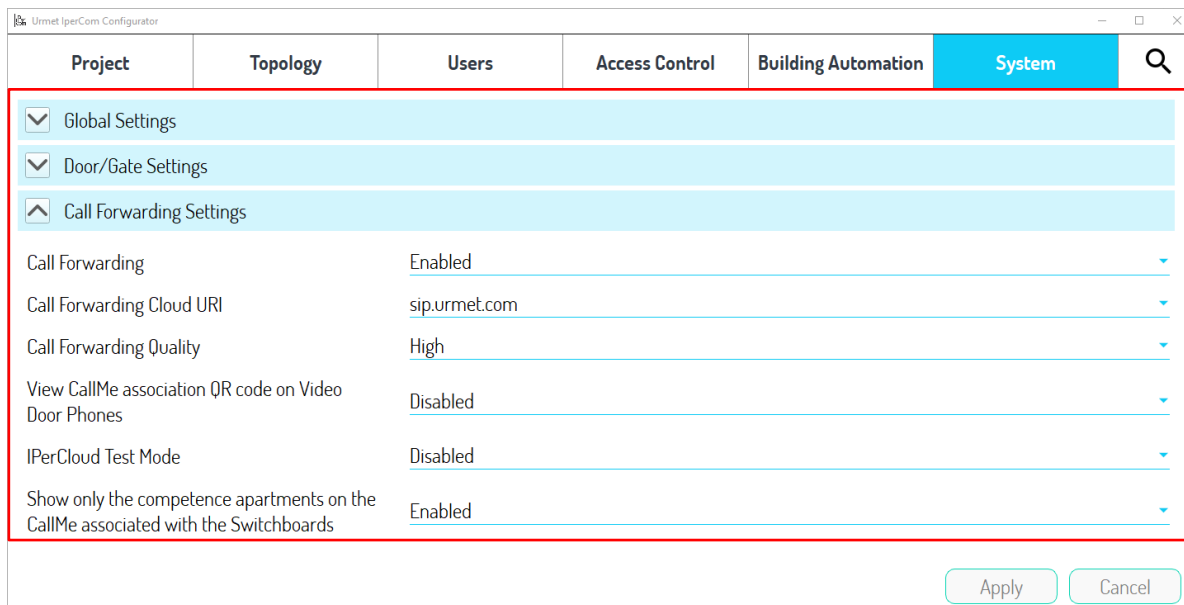 Urmet IperCom Configurator
Project Topology Users Access Control Building Automation System
Global Settings
Door/Gate Settings
Call Forwarding Settings
Call Forwarding Enabled
Call Forwarding Cloud URI sip.urmet.com
Call Forwarding Quality High
View CallMe association QR code on Video
Door Phones
Disabled
IPerCloud Test Mode Disabled
Show only the competence apartments on the
CallMe associated with the Switchboards
Enabled
Apply Cancel